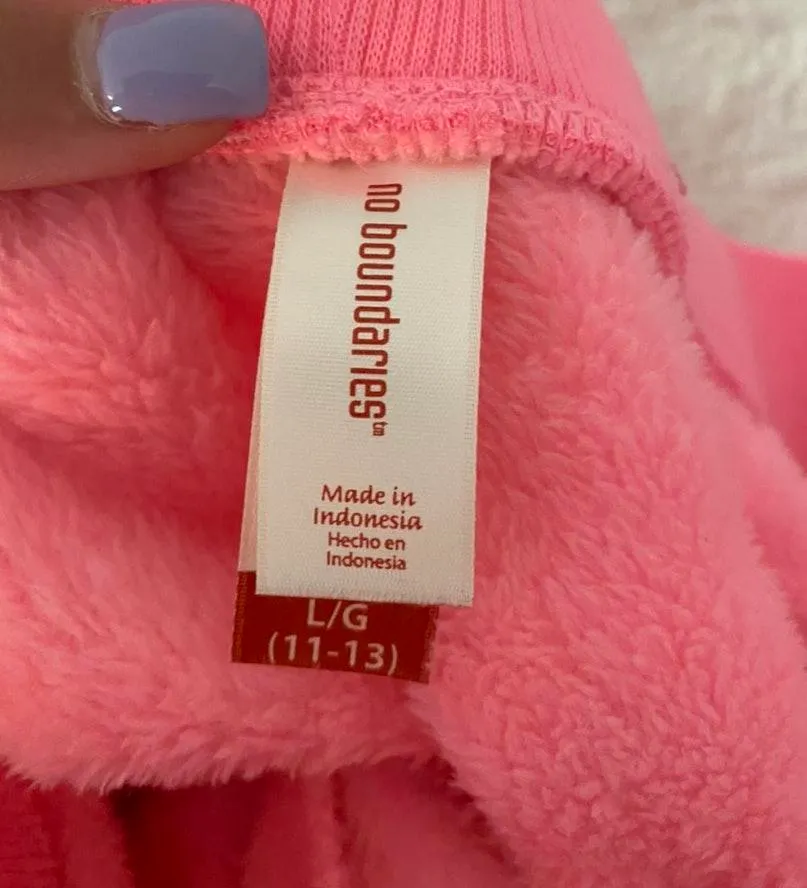 no boundaries™
Made in
Indonesia
Hecho en
Indonesia
L/G
(11-13)